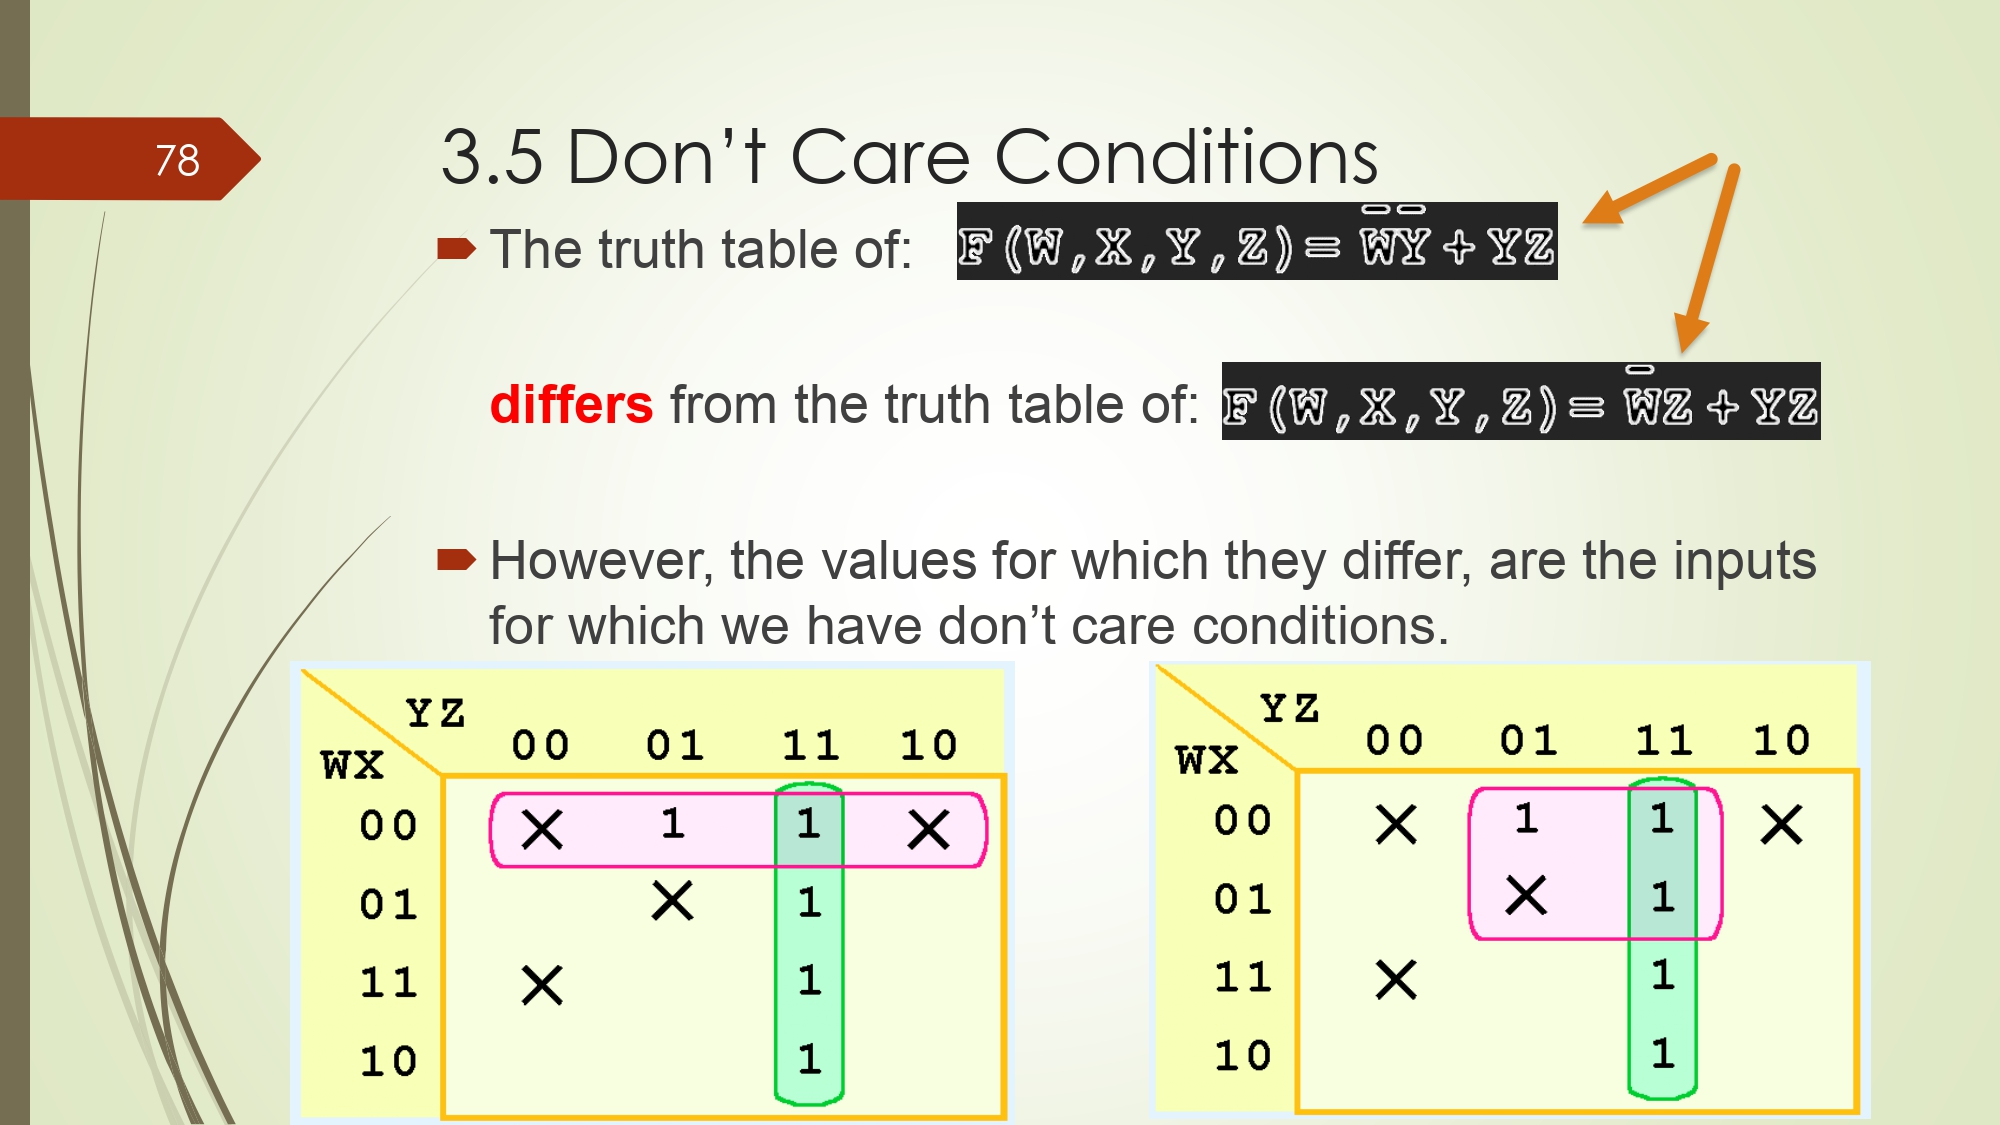 78
3.5 Don’t Care Conditions
The truth table of: F(W,X,Y,Z)= W̅Y̅+YZ
differs from the truth table of: F(W,X,Y,Z)= W̅Z+YZ
However, the values for which they differ, are the inputs
for which we have don’t care conditions.
YZ
WX
00 01 11 10
00 × 1 1 ×
01 × 1
11 × 1
10 1
YZ
WX
00 01 11 10
00 × 1 1 ×
01 × 1
11 × 1
10 1